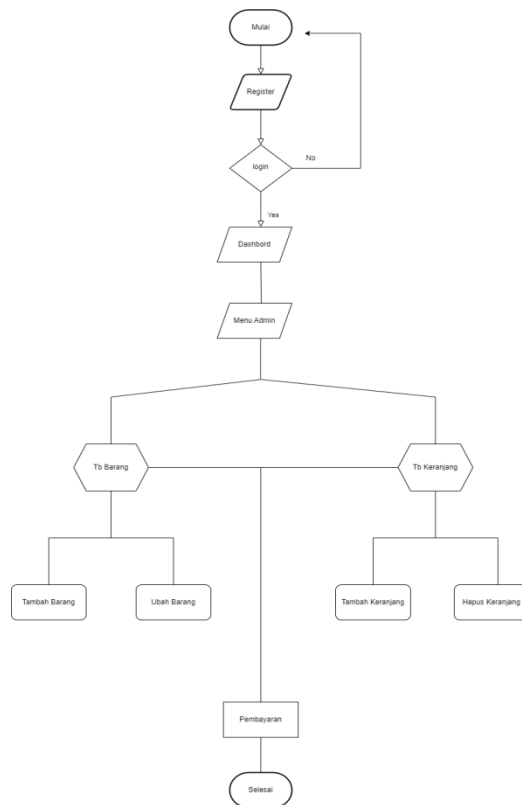 Mulai
Register
login
No
Yes
Dashbord
Menu Admin
Tb Barang
Tb Keranjang
Tambah Barang
Ubah Barang
Tambah Keranjang
Hapus Keranjang
Pembayaran
Selesai